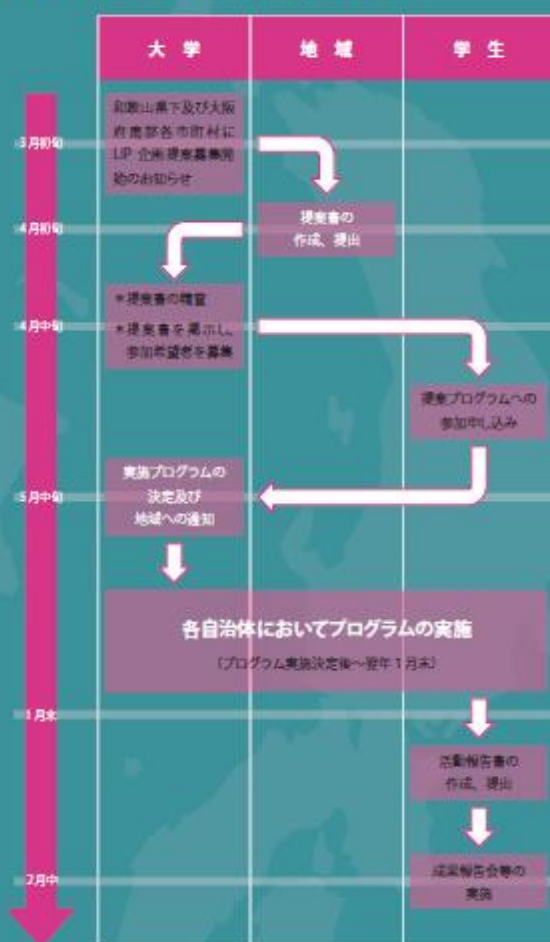 大学
地域
学生
和歌山県下及び大阪
府南部各市町村に
LIP 企画提案募集開
始のお知らせ
3月初旬
提案書の
作成、提出
4月初旬
＊提案書の精査
＊提案書を掲示し、
参加希望者を募集
4月中旬
提案プログラムへの
参加申し込み
実施プログラムの
決定及び
地域への通知
5月中旬
各自治体においてプログラムの実施
（プログラム実施決定後～翌年1月末）
1月末
活動報告書の
作成、提出
成果報告会等の
実施
2月中